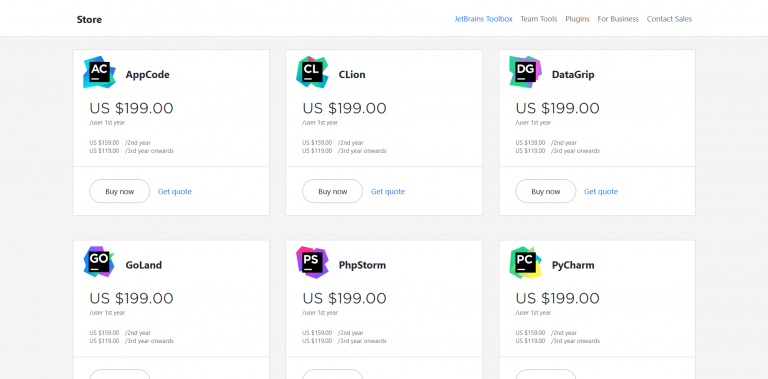 Store
JetBrains Toolbox Team Tools Plugins For Business Contact Sales
AC AppCode
US $199.00
/user 1st year
US $159.00 /2nd year
US $119.00 /3rd year onwards
Buy now Get quote
CL CLion
US $199.00
/user 1st year
US $159.00 /2nd year
US $119.00 /3rd year onwards
Buy now Get quote
DG DataGrip
US $199.00
/user 1st year
US $159.00 /2nd year
US $119.00 /3rd year onwards
Buy now Get quote
GO GoLand
US $199.00
/user 1st year
US $159.00 /2nd year
US $119.00 /3rd year onwards
PS PhpStorm
US $199.00
/user 1st year
US $159.00 /2nd year
US $119.00 /3rd year onwards
PC PyCharm
US $199.00
/user 1st year
US $159.00 /2nd year
US $119.00 /3rd year onwards